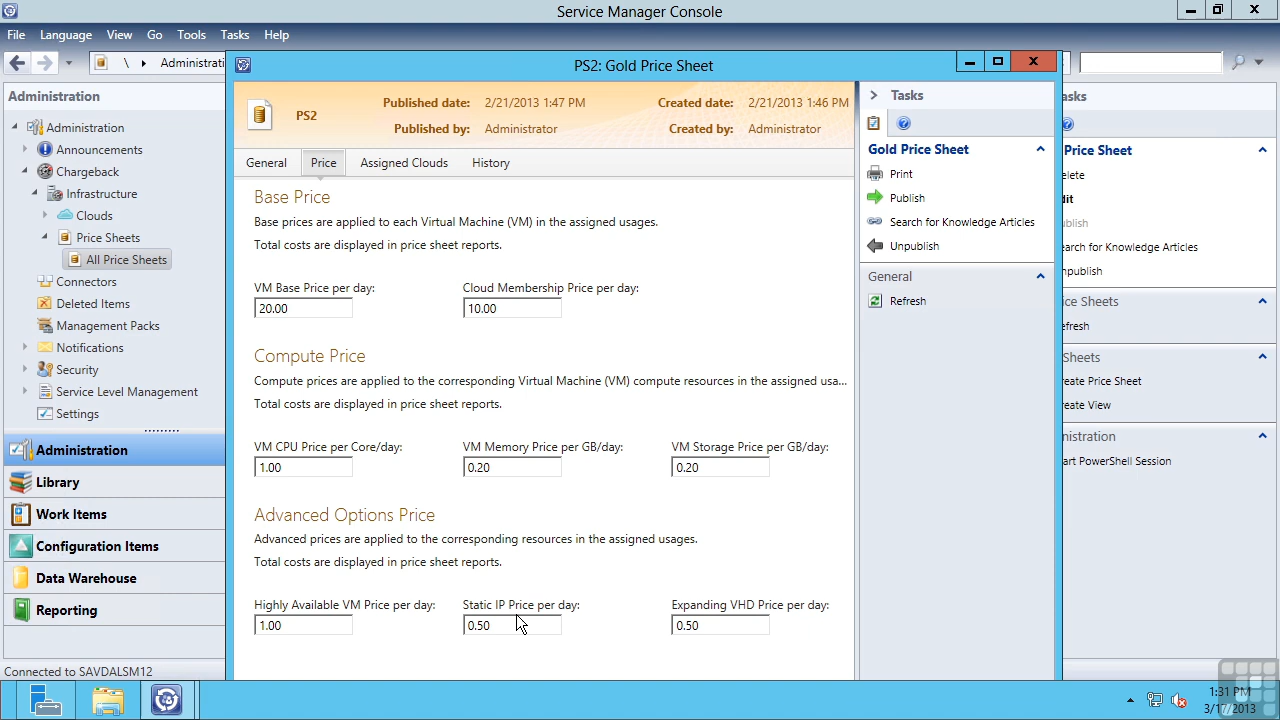 Service Manager Console
File Language View Go Tools Tasks Help
\ Administrati
PS2: Gold Price Sheet
Administration
Administration
Announcements
Chargeback
Infrastructure
Clouds
Price Sheets
All Price Sheets
Connectors
Deleted Items
Management Packs
Notifications
Security
Service Level Management
Settings
Administration
Library
Work Items
Configuration Items
Data Warehouse
Reporting
Connected to SAVDALSM12
PS2
Published date: 2/21/2013 1:47 PM Created date: 2/21/2013 1:46 PM
Published by: Administrator Created by: Administrator
General Price Assigned Clouds History
Base Price
Base prices are applied to each Virtual Machine (VM) in the assigned usages.
Total costs are displayed in price sheet reports.
VM Base Price per day: Cloud Membership Price per day:
20.00 10.00
Compute Price
Compute prices are applied to the corresponding Virtual Machine (VM) compute resources in the assigned usa...
Total costs are displayed in price sheet reports.
VM CPU Price per Core/day: VM Memory Price per GB/day: VM Storage Price per GB/day:
1.00 0.20 0.20
Advanced Options Price
Advanced prices are applied to the corresponding resources in the assigned usages.
Total costs are displayed in price sheet reports.
Highly Available VM Price per day: Static IP Price per day: Expanding VHD Price per day:
1.00 0.50 0.50
Tasks
Gold Price Sheet
Print
Publish
Search for Knowledge Articles
Unpublish
General
Refresh
asks
Price Sheet
elete
dit
ublish
earch for Knowledge Articles
npublish
ice Sheets
efresh
Sheets
reate Price Sheet
eate View
nistration
art PowerShell Session
1:31 PM